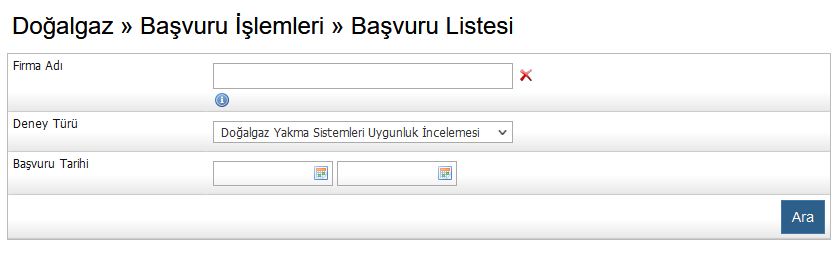 Doğalgaz » Başvuru İşlemleri » Başvuru Listesi
Firma Adı
Deney Türü
Doğalgaz Yakma Sistemleri Uygunluk İncelemesi
Başvuru Tarihi
Ara